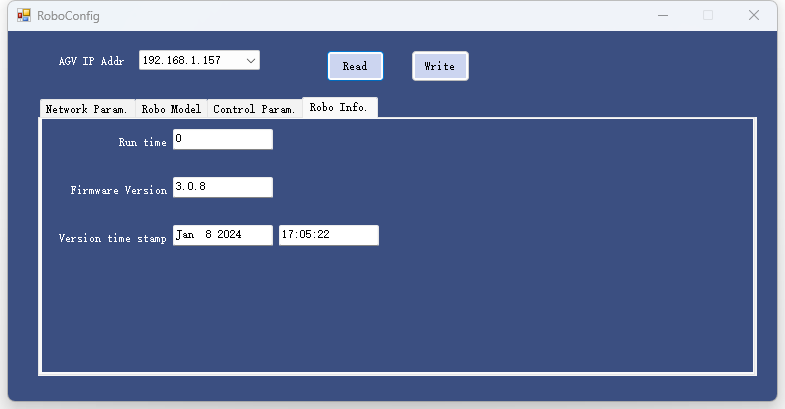 RoboConfig
AGV IP Addr 192.168.1.157 Read Write
Network Param. Robo Model Control Param. Robo Info.
Run time 0
Firmware Version 3.0.8
Version time stamp Jan  8 2024 17:05:22